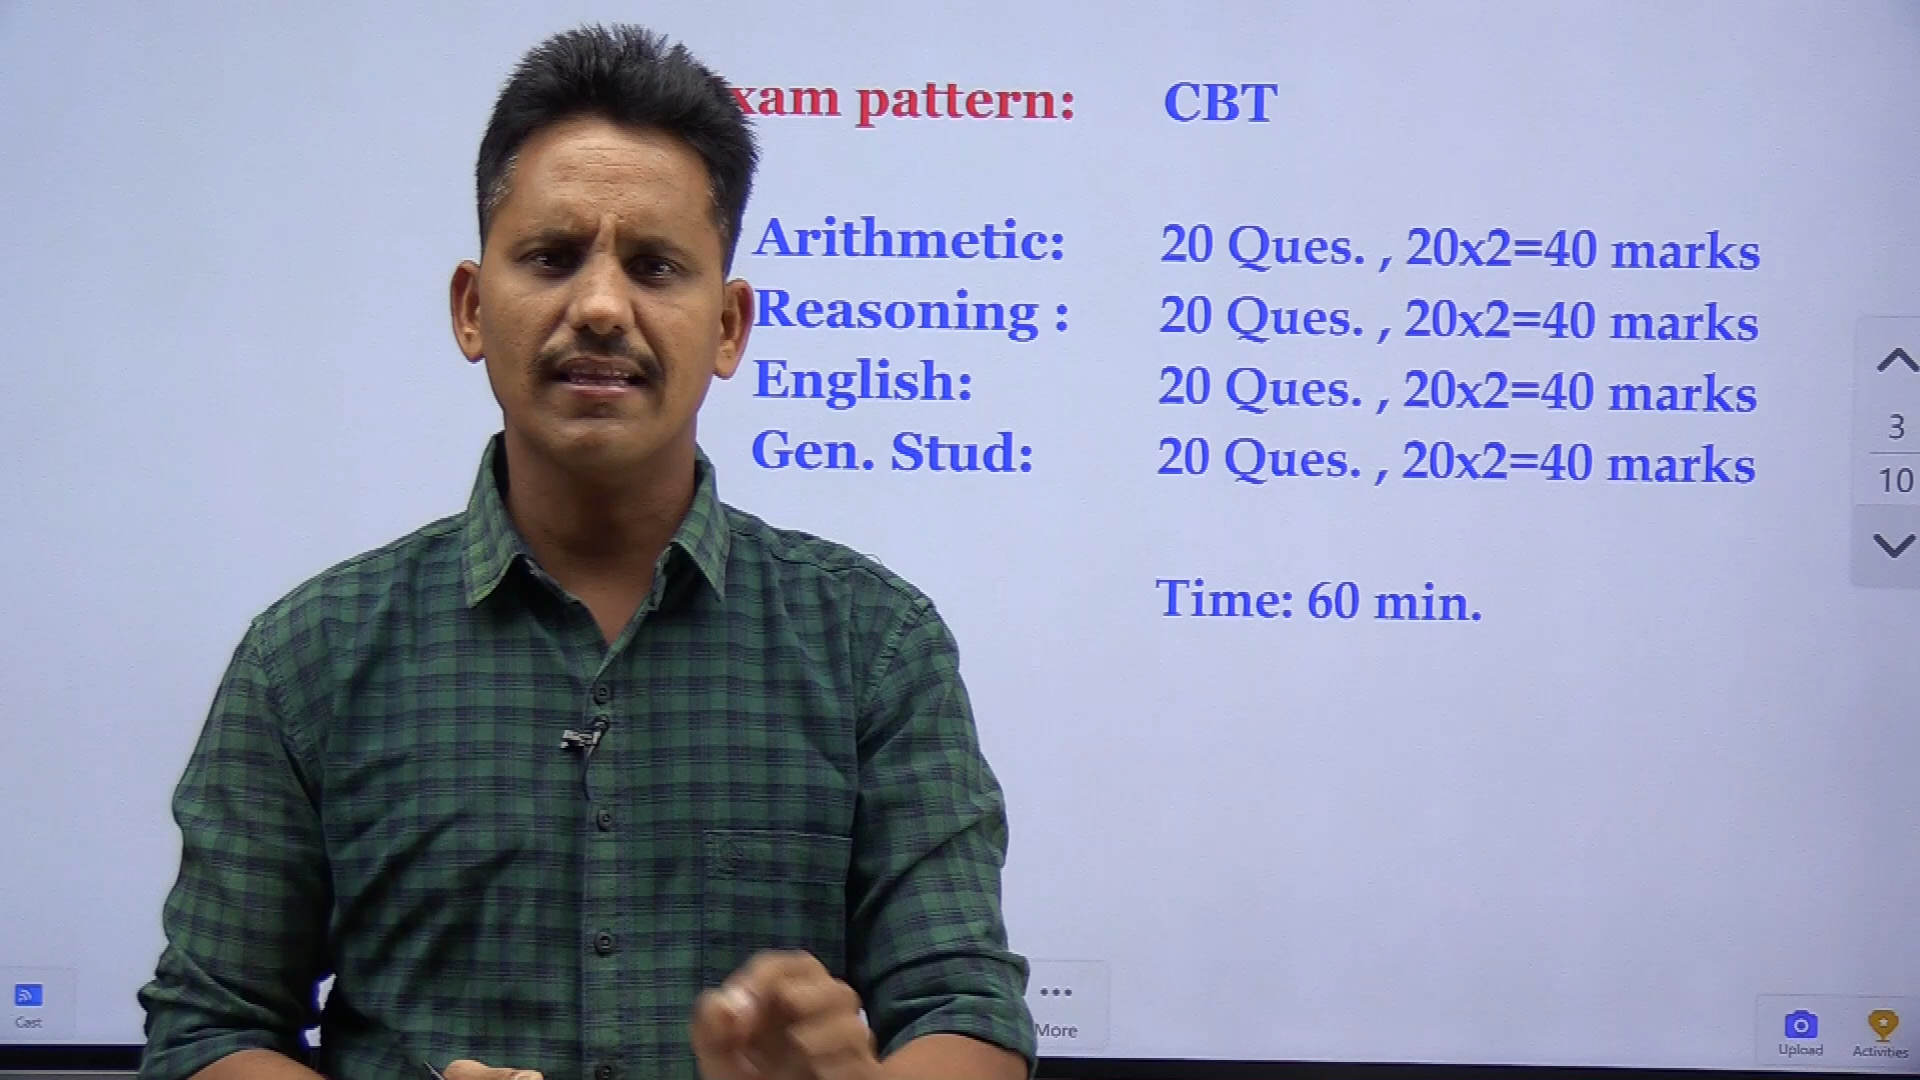 xam pattern: CBT
Arithmetic: 20 Ques. , 20x2=40 marks
Reasoning : 20 Ques. , 20x2=40 marks
English: 20 Ques. , 20x2=40 marks
Gen. Stud: 20 Ques. , 20x2=40 marks
3
10
Time: 60 min.
Cast
More
Upload
Activities